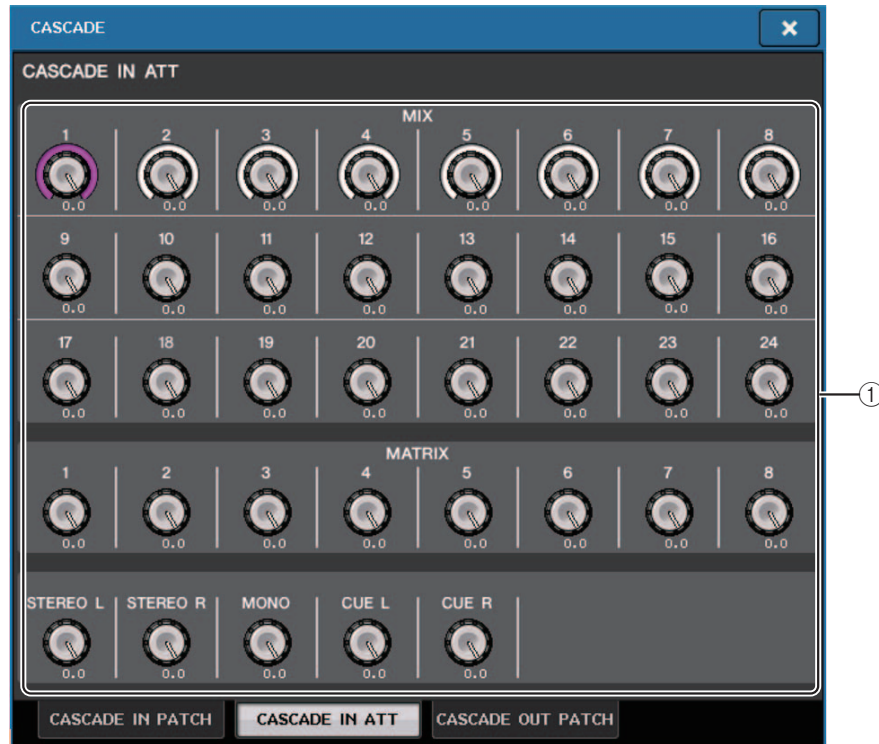 CASCADE
CASCADE IN ATT
MIX
1 2 3 4 5 6 7 8
0.0 0.0 0.0 0.0 0.0 0.0 0.0 0.0
9 10 11 12 13 14 15 16
0.0 0.0 0.0 0.0 0.0 0.0 0.0 0.0
17 18 19 20 21 22 23 24
0.0 0.0 0.0 0.0 0.0 0.0 0.0 0.0
①
MATRIX
1 2 3 4 5 6 7 8
0.0 0.0 0.0 0.0 0.0 0.0 0.0 0.0
STEREO L STEREO R MONO CUE L CUE R
0.0 0.0 0.0 0.0 0.0
CASCADE IN PATCH CASCADE IN ATT CASCADE OUT PATCH